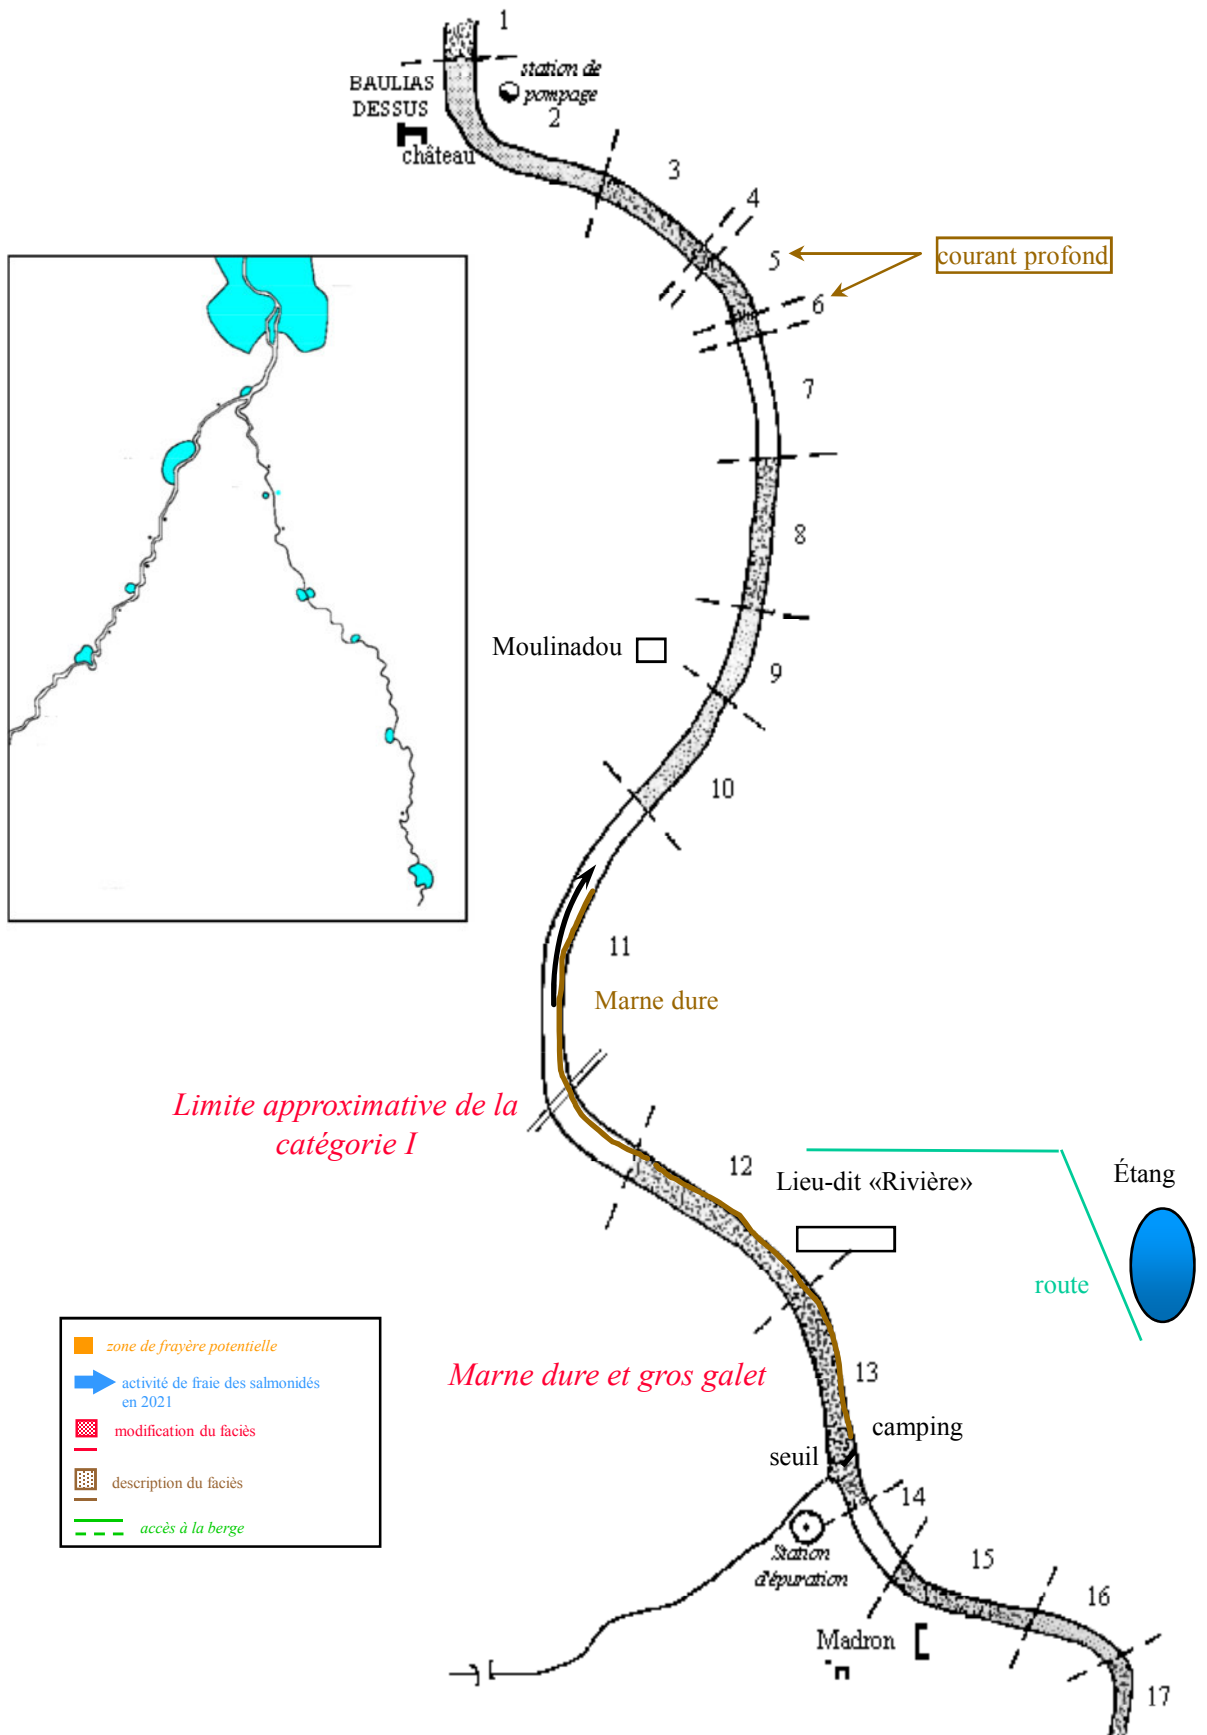 1
station de
pompage
BAULIAS
DESSUS
2
château
3
4
5
courant profond
6
7
8
Moulinadou
9
10
11
Marne dure
Limite approximative de la
catégorie I
12
Lieu-dit «Rivière»
Étang
route
Marne dure et gros galet
13
camping
seuil
14
Station
d'épuration
15
16
Madron
17
zone de frayère potentielle
activité de fraie des salmonidés
en 2021
modification du faciès
description du faciès
accès à la berge